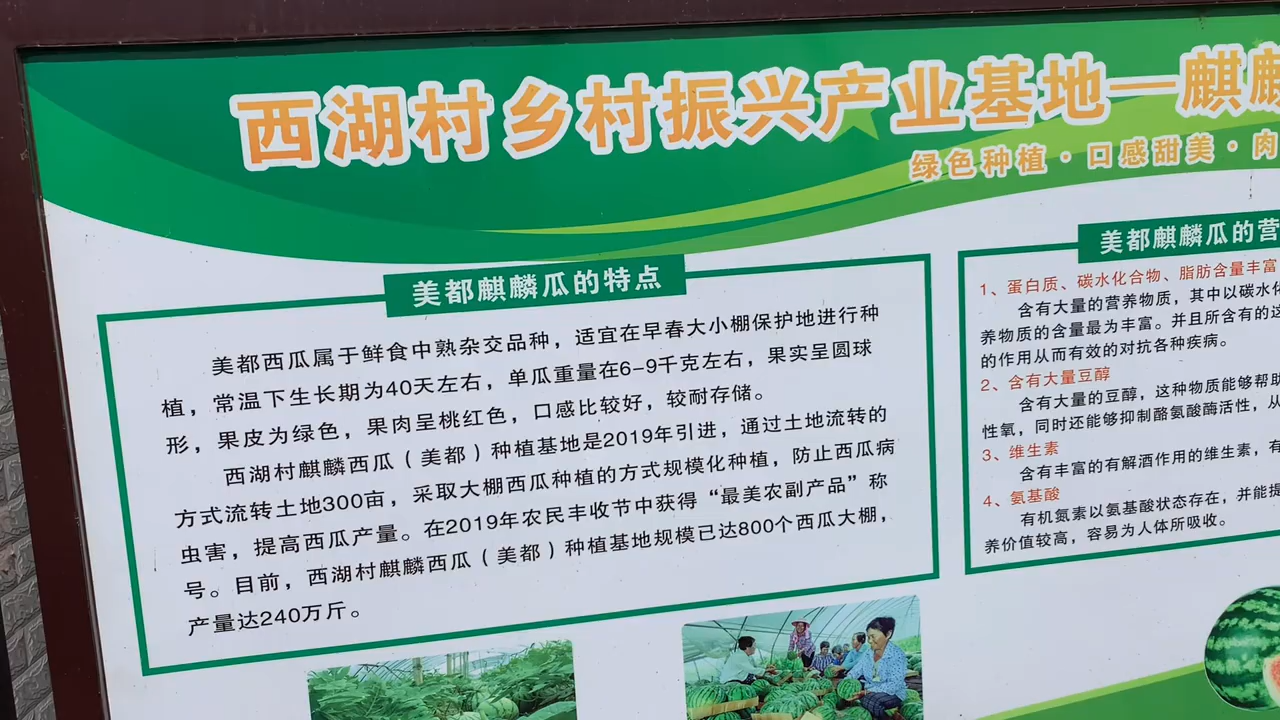 西湖村乡村振兴产业基地—麒
绿色种植·口感甜美·肉
美都麒麟瓜的特点
美都西瓜属于鲜食中熟杂交品种，适宜在早春大小棚保护地进行种
植，常温下生长期为40天左右，单瓜重量在6-9千克左右，果实呈圆球
形，果皮为绿色，果肉呈桃红色，口感比较好，较耐存储。
西湖村麒麟西瓜（美都）种植基地是2019年引进，通过土地流转的
方式流转土地300亩，采取大棚西瓜种植的方式规模化种植，防止西瓜病
虫害，提高西瓜产量。在2019年农民丰收节中获得“最美农副产品”称
号。目前，西湖村麒麟西瓜（美都）种植基地规模已达800个西瓜大棚，
产量达240万斤。
美都麒麟瓜的营
1、蛋白质、碳水化合物、脂肪含量丰富
含有大量的营养物质，其中以碳水
养物质的含量最为丰富。并且所含有的这
的作用从而有效的对抗各种疾病。
2、含有大量豆醇
含有大量的豆醇，这种物质能够帮助
性氧，同时还能够抑制酪氨酸酶活性，从
3、维生素
含有丰富的有解酒作用的维生素，有
4、氨基酸
有机氮素以氨基酸状态存在，并能提
养价值较高，容易为人体所吸收。